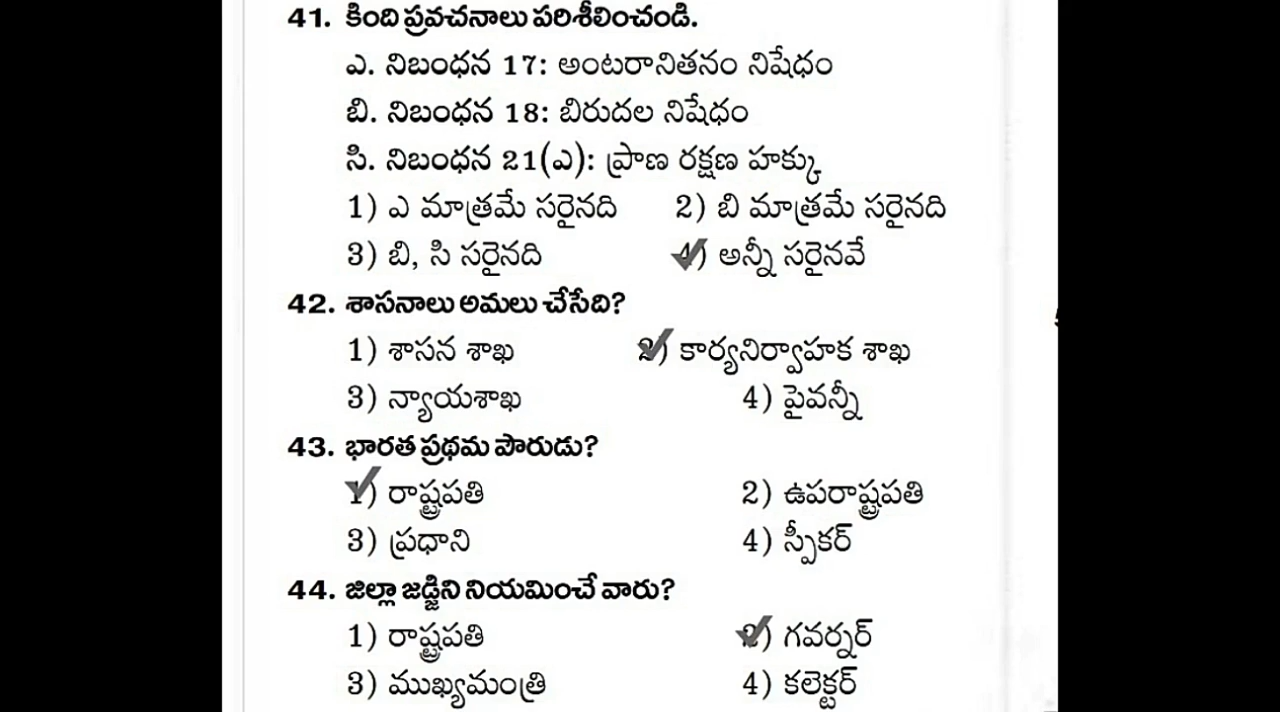 41. కింది ప్రవచనాలు పరిశీలించండి.
ఎ. నిబంధన 17: అంటరానితనం నిషేధం
బి. నిబంధన 18: బిరుదల నిషేధం
సి. నిబంధన 21(ఎ): ప్రాణ రక్షణ హక్కు
1) ఎ మాత్రమే సరైనది 2) బి మాత్రమే సరైనది
3) బి, సి సరైనది 4) అన్నీ సరైనవే
42. శాసనాలు అమలు చేసేది?
1) శాసన శాఖ 2) కార్యనిర్వాహక శాఖ
3) న్యాయశాఖ 4) పైవన్నీ
43. భారత ప్రథమ పౌరుడు?
1) రాష్ట్రపతి 2) ఉపరాష్ట్రపతి
3) ప్రధాని 4) స్పీకర్
44. జిల్లా జడ్జిని నియమించే వారు?
1) రాష్ట్రపతి 2) గవర్నర్
3) ముఖ్యమంత్రి 4) కలెక్టర్